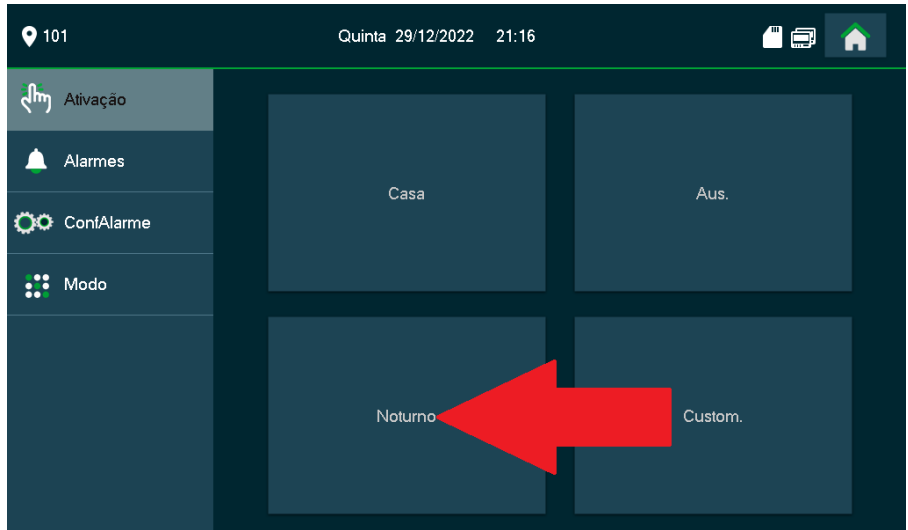 101
Quinta 29/12/2022 21:16
Ativação
Alarmes
ConfAlarme
Modo
Casa
Aus.
Noturno
Custom.